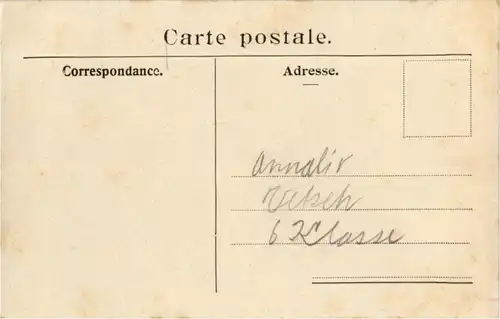 Carte postale.
Correspondance.
Adresse.
6 Klasse